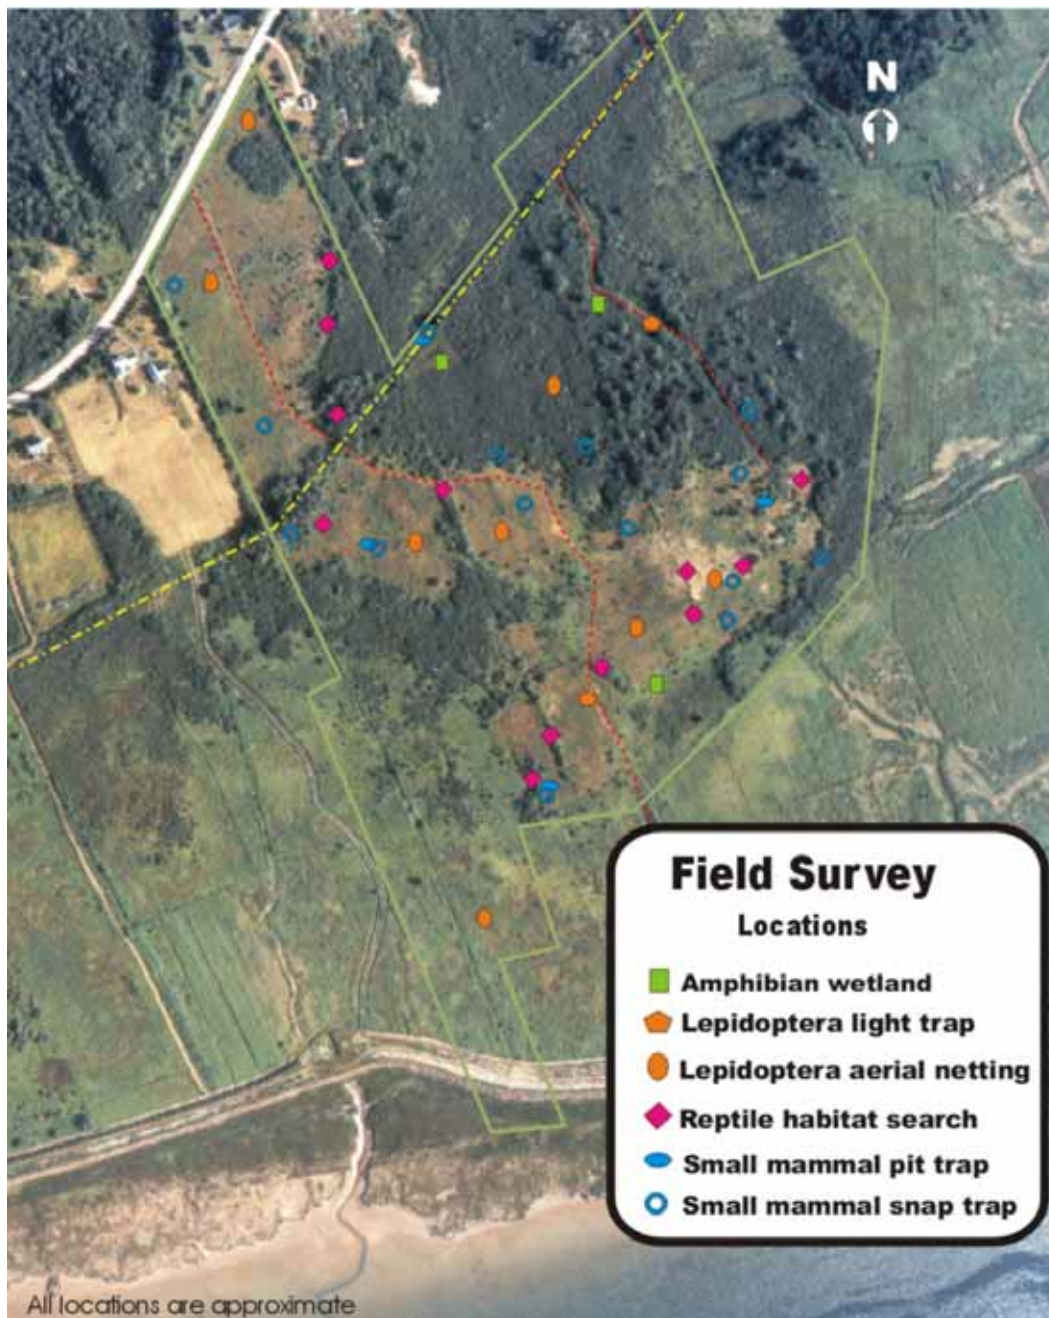 N
Field Survey
Locations
Amphibian wetland
Lepidoptera light trap
Lepidoptera aerial netting
Reptile habitat search
Small mammal pit trap
Small mammal snap trap
All locations are approximate